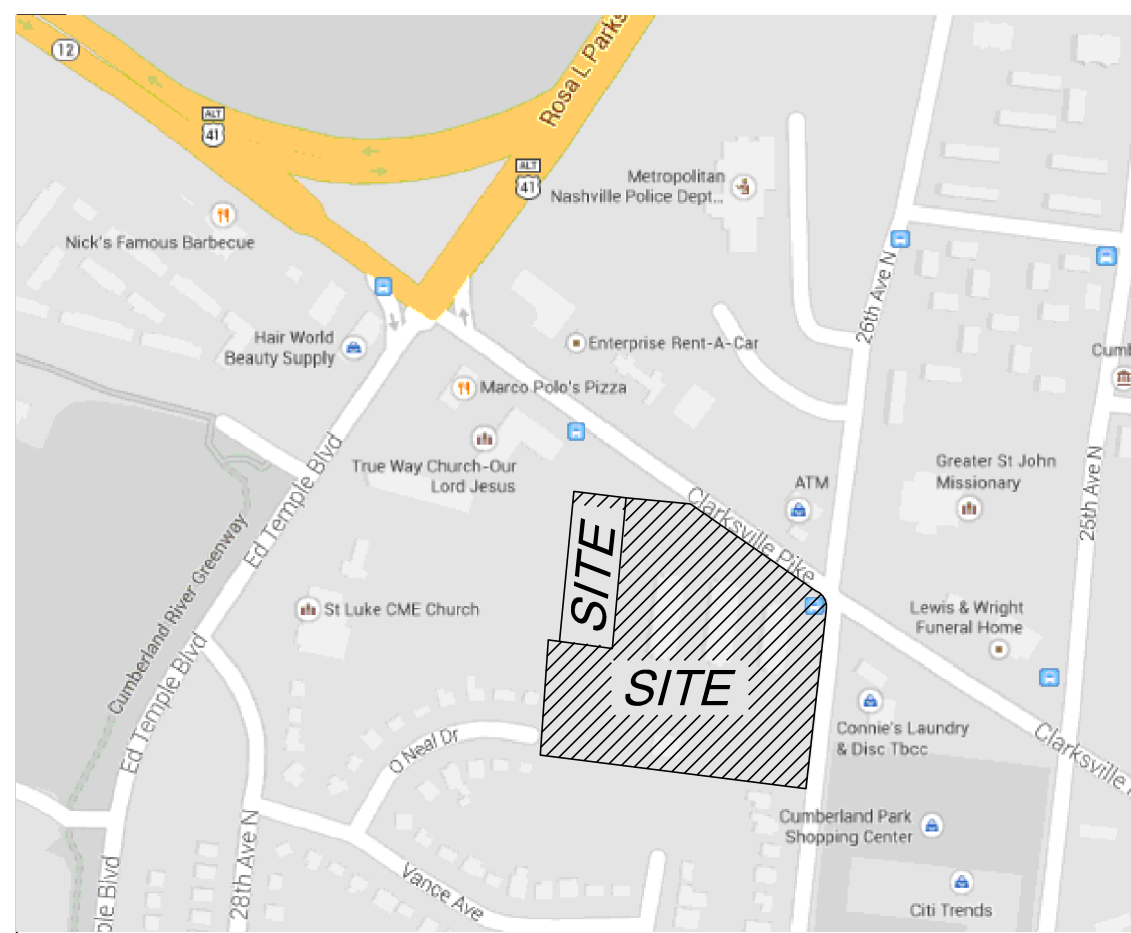 12
ALT
41
Rosa L Parks
ALT
41
Metropolitan
Nashville Police Dept...
Nick's Famous Barbecue
26th Ave N
Hair World
Beauty Supply
Enterprise Rent-A-Car
Cumb
Marco Polo's Pizza
True Way Church-Our
Lord Jesus
Ed Temple Blvd
Greater St John
Missionary
ATM
25th Ave N
Clarksville Pike
SITE
Cumberland River Greenway
St Luke CME Church
Lewis & Wright
Funeral Home
SITE
Ed Temple Blvd
Connie's Laundry
& Disc Tbcc
Clarksville
O Neal Dr
Cumberland Park
Shopping Center
28th Ave N
Vance Ave
ple Blvd
Citi Trends